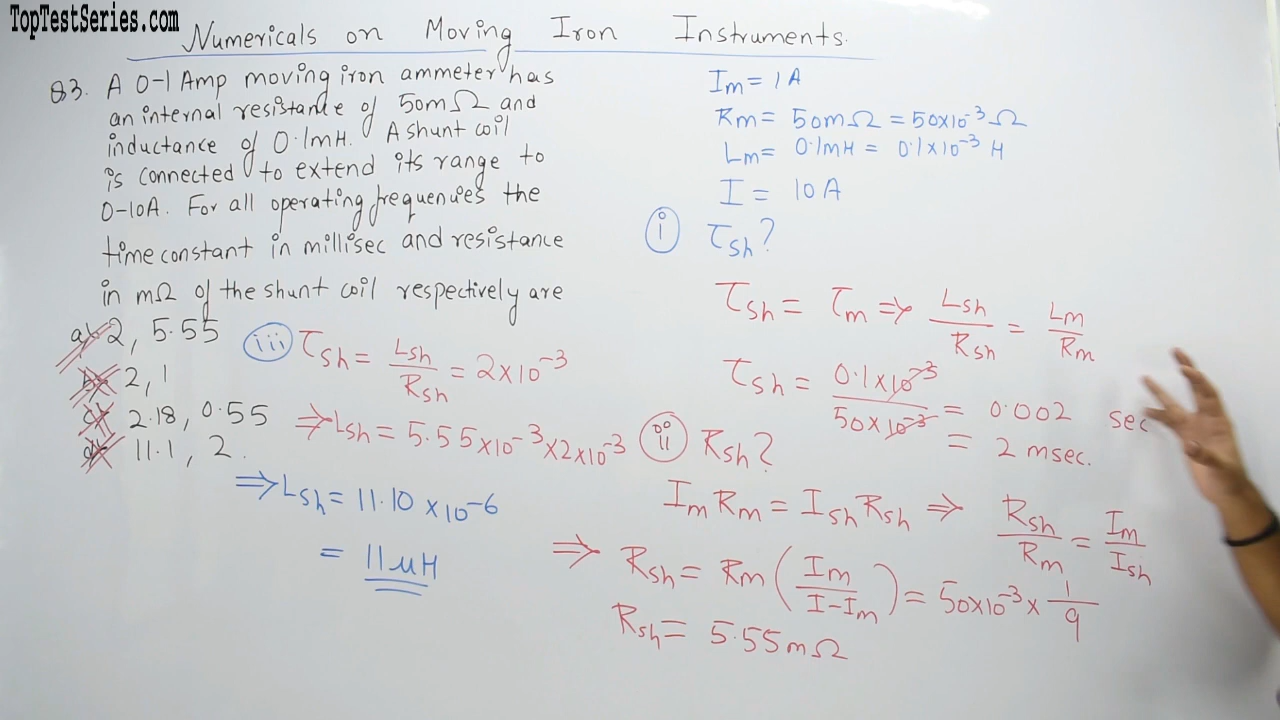 TopTestSeries.com
Numericals on Moving Iron Instruments.
Q3. A 0-1 Amp moving iron ammeter has
an internal resistance of 50mΩ and
inductance of 0.1mH. A shunt coil
is connected to extend its range to
0-10A. For all operating frequencies the
time constant in millisec and resistance
in mΩ of the shunt coil respectively are
a) 2, 5.55
b) 2, 1
c) 2.18, 0.55
d) 11.1, 2.
Im = 1A
Rm = 50mΩ = 50×10⁻³Ω
Lm = 0.1mH = 0.1×10⁻³ H
I = 10A
(i) τsh?
τsh = τm ⇒ Lsh/Rsh = Lm/Rm
τsh = 0.1×10⁻³/50×10⁻³ = 0.002 sec
= 2 msec.
(ii) Rsh?
ImRm = IshRsh ⇒ Rsh/Rm = Im/Ish
⇒ Rsh = Rm (Im/I-Im) = 50×10⁻³ × 1/9
Rsh = 5.55mΩ
(iii) τsh = Lsh/Rsh = 2×10⁻³
⇒ Lsh = 5.55×10⁻³×2×10⁻³
⇒ Lsh = 11.10 ×10⁻⁶
= 11μH